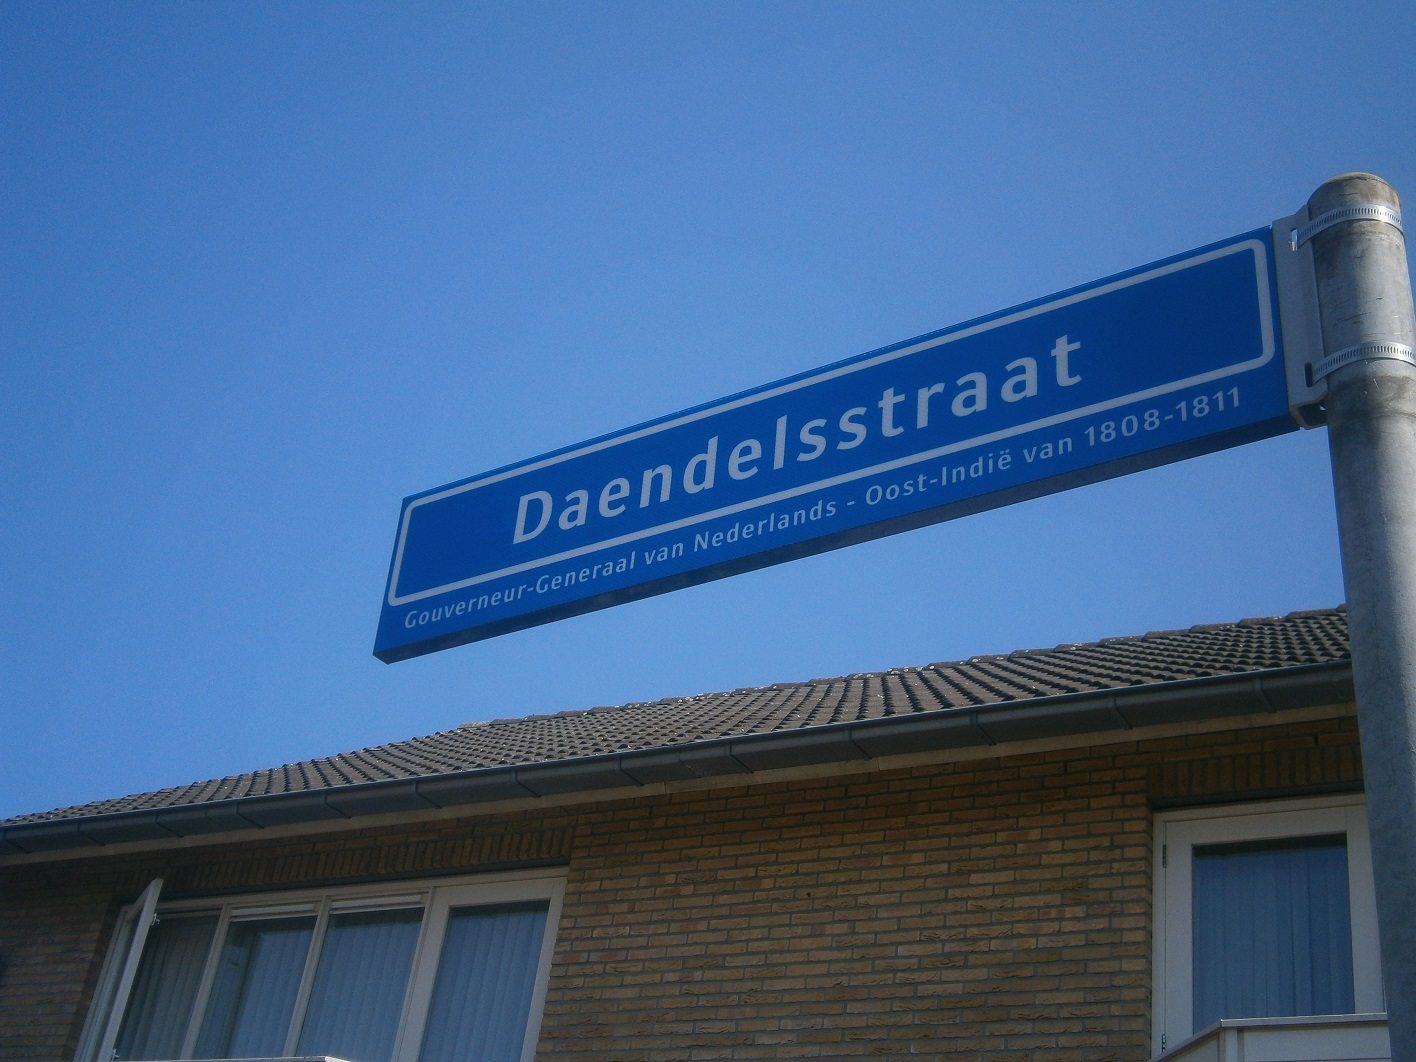 Daendelsstraat
Gouverneur-Generaal van Nederlands - Oost-Indië van 1808-1811